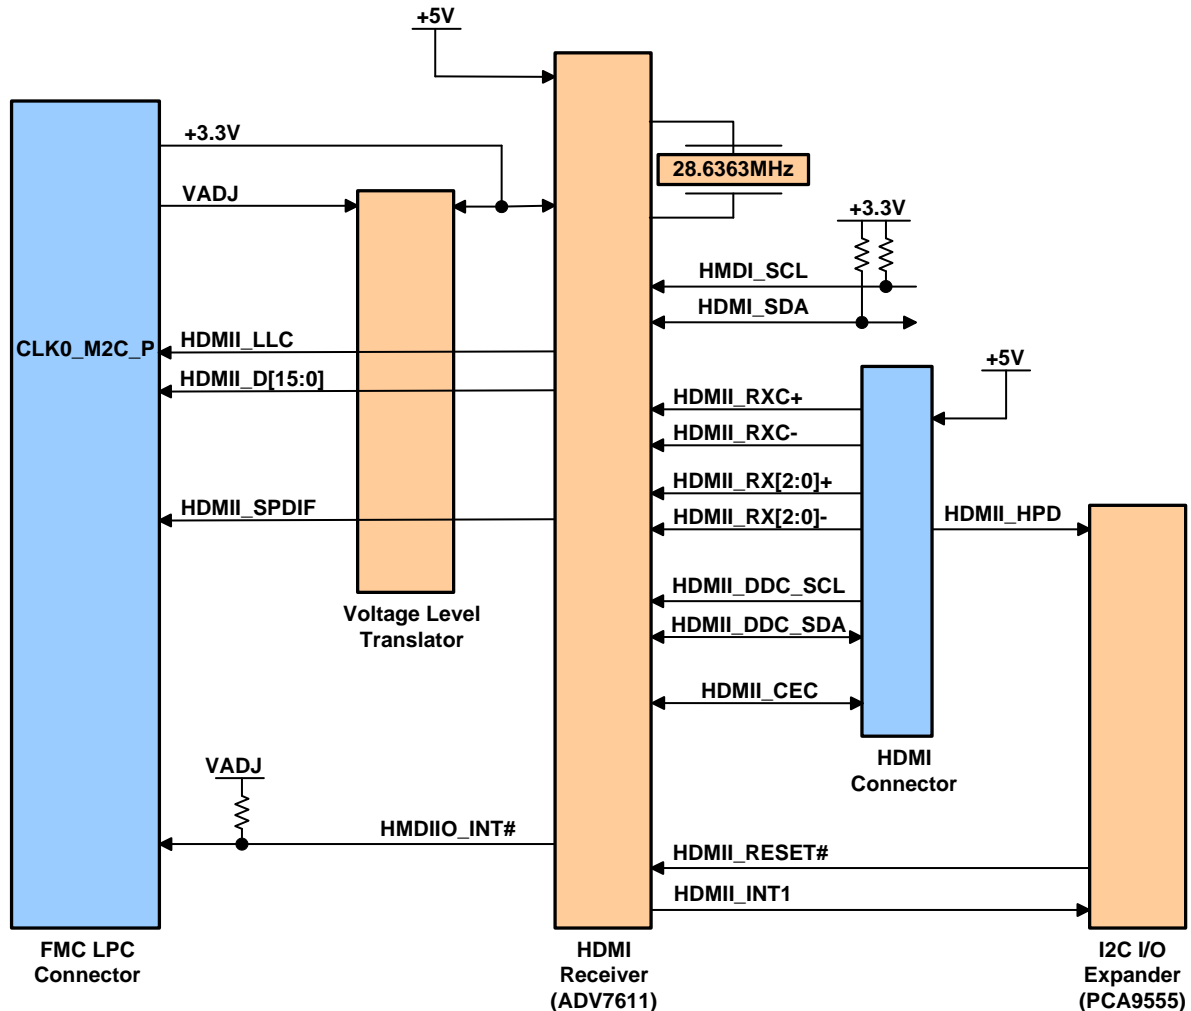 +5V
+3.3V
28.6363MHz
VADJ
+3.3V
HMDI_SCL
HDMI_SDA
CLK0_M2C_P
HDMII_LLC
HDMII_D[15:0]
+5V
HDMII_RXC+
HDMII_RXC-
HDMII_RX[2:0]+
HDMII_SPDIF
HDMII_RX[2:0]-
HDMII_HPD
HDMII_DDC_SCL
Voltage Level
Translator
HDMII_DDC_SDA
HDMII_CEC
HDMI
Connector
VADJ
HMDIIO_INT#
HDMII_RESET#
HDMII_INT1
FMC LPC
Connector
HDMI
Receiver
(ADV7611)
I2C I/O
Expander
(PCA9555)